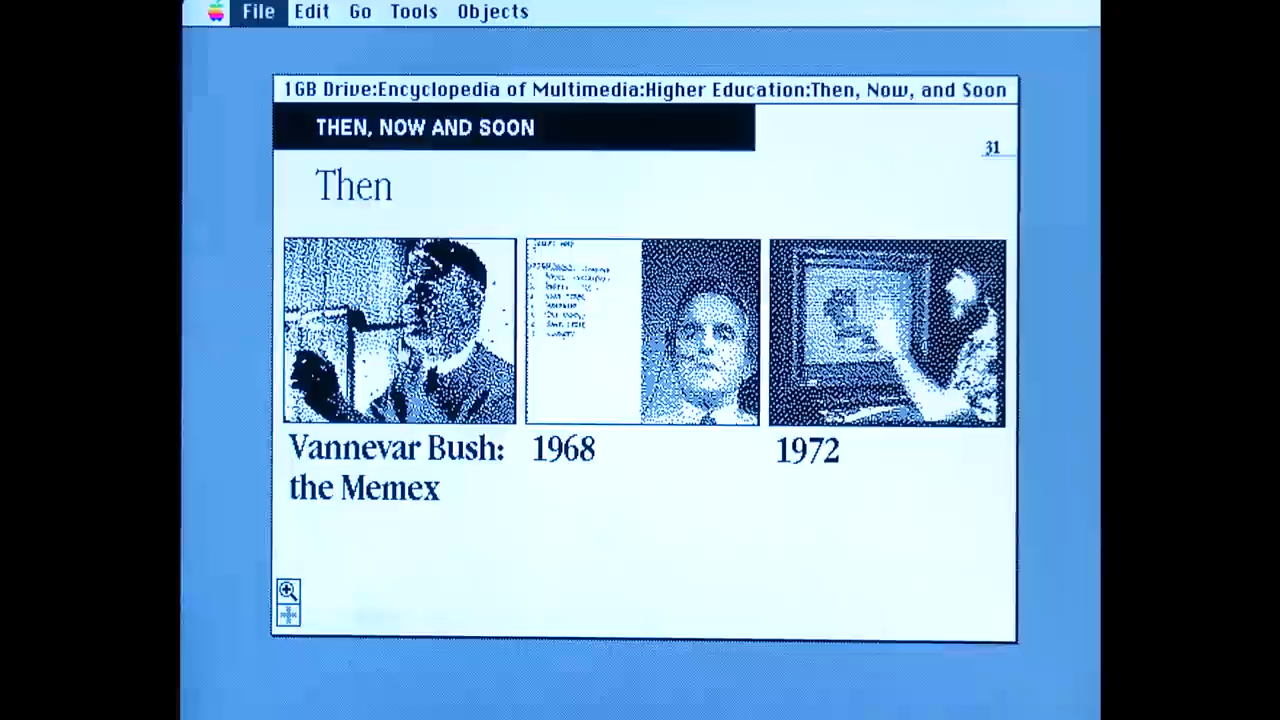 File Edit Go Tools Objects
1GB Drive:Encyclopedia of Multimedia:Higher Education:Then, Now, and Soon
THEN, NOW AND SOON
31
Then
Vannevar Bush:
the Memex
1968
1972